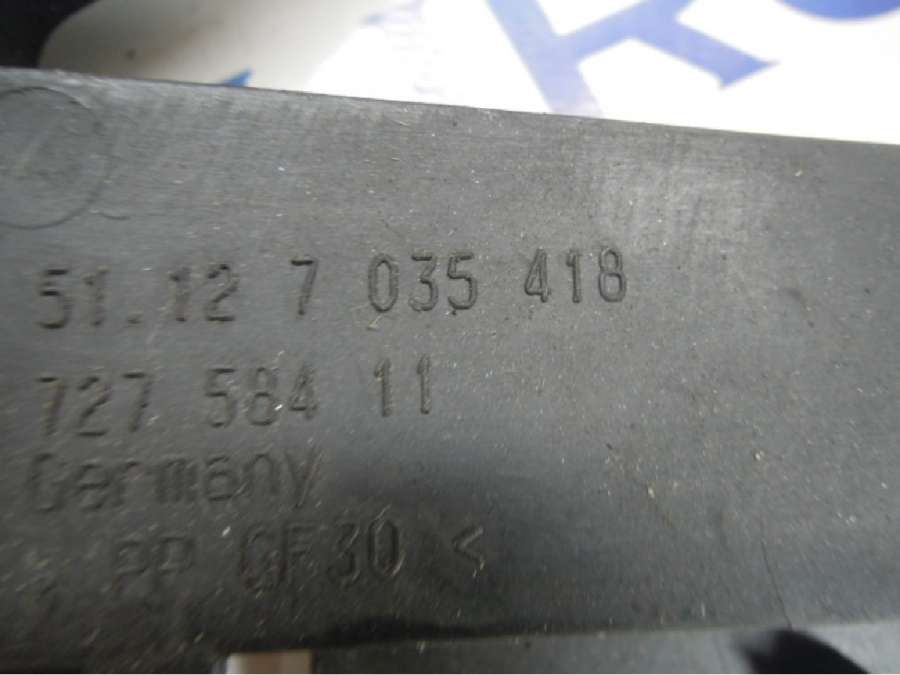 51.12 7 035 418
727 584 11
Germany
> PP GF30 <